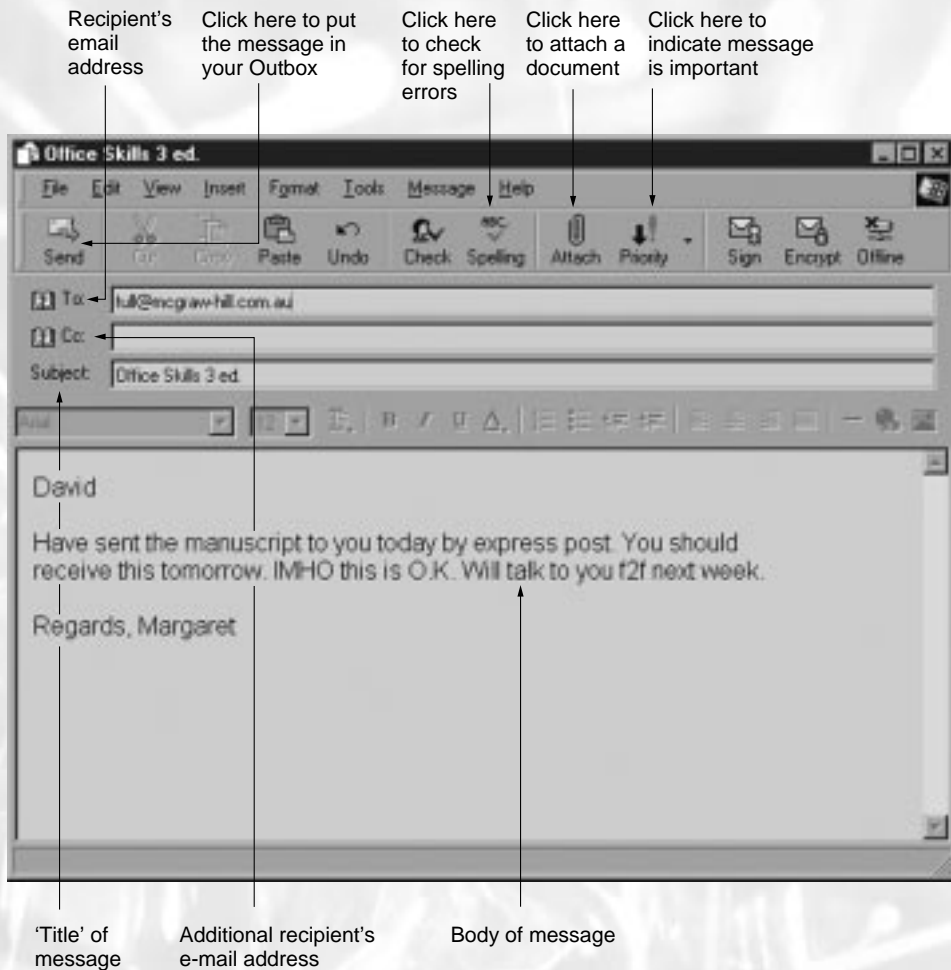 Recipient's
email
address
Click here to put
the message in
your Outbox
Click here
to check
for spelling
errors
Click here
to attach a
document
Click here to
indicate message
is important
Office Skills 3 ed.
File Edit View Insert Format Tools Message Help
Send Cut Copy Paste Undo Check Spelling Attach Priority Sign Encrypt Offline
To: tull@mcgraw-hill.com.au
Cc:
Subject: Office Skills 3 ed.
Arial 12 B I U A
David
Have sent the manuscript to you today by express post. You should
receive this tomorrow. IMHO this is O.K. Will talk to you f2f next week.
Regards, Margaret
'Title' of
message
Additional recipient's
e-mail address
Body of message